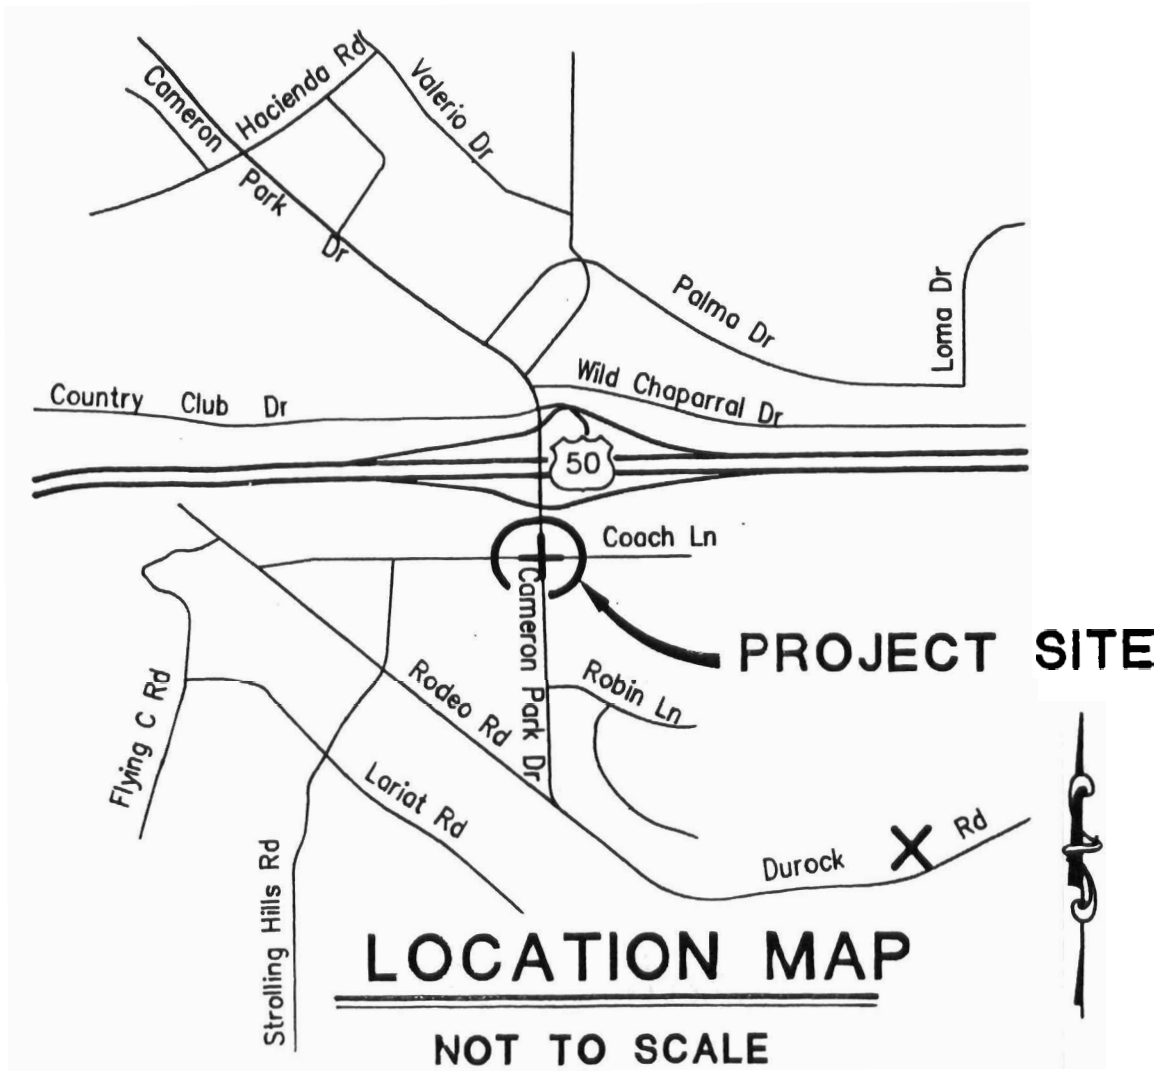 Cameron Park Dr
Hacienda Rd
Valerio Dr
Palma Dr
Loma Dr
Wild Chaparral Dr
Country Club Dr
50
Coach Ln
Cameron Park Dr
PROJECT SITE
Robin Ln
Rodeo Rd
Flying C Rd
Lariat Rd
Strolling Hills Rd
Durock Rd
LOCATION MAP
NOT TO SCALE